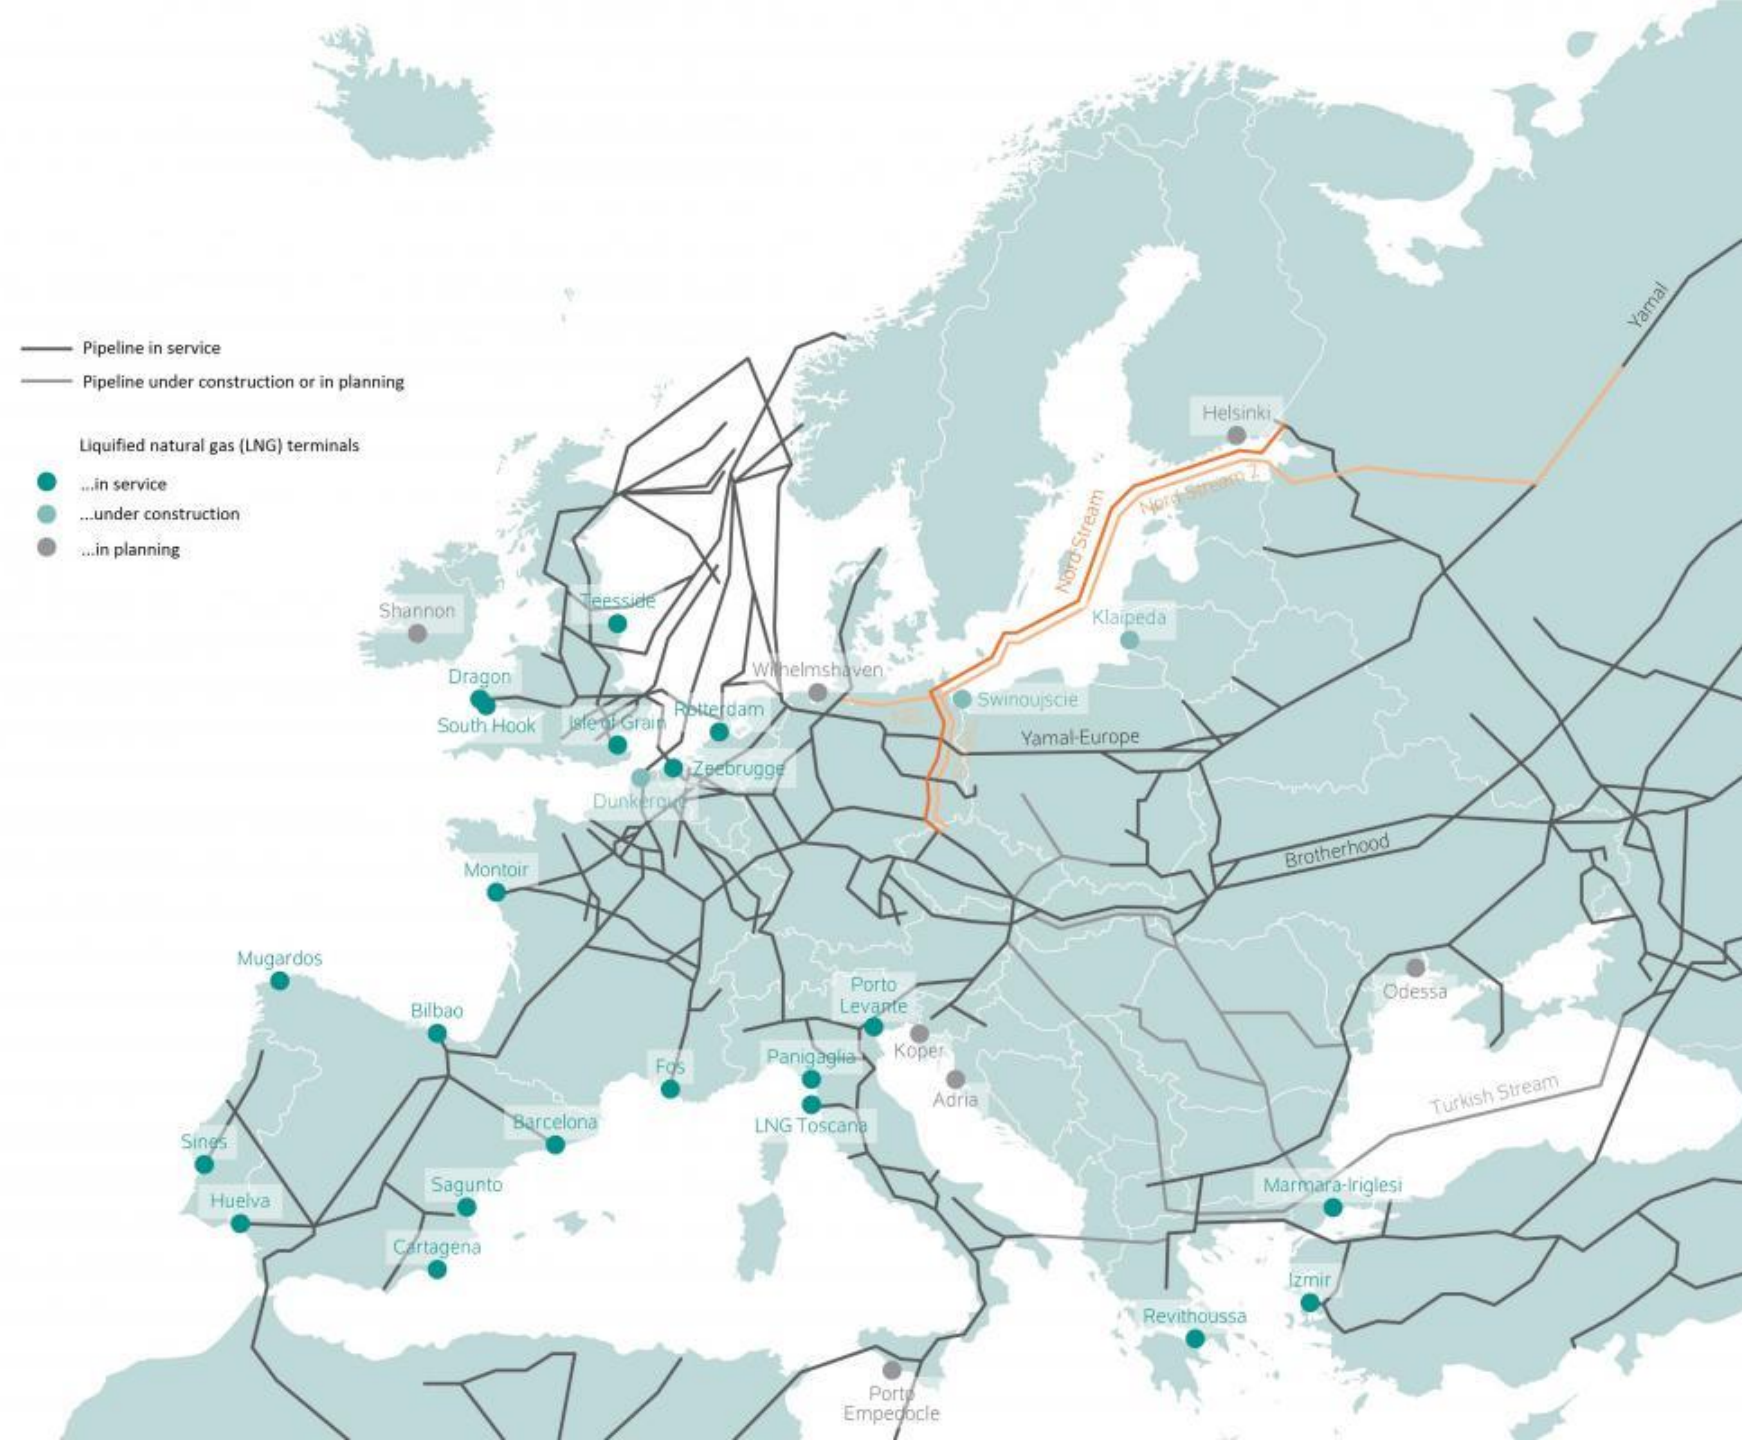 Yamal
Pipeline in service
Pipeline under construction or in planning
Helsinki
Liquified natural gas (LNG) terminals
...in service
Nord Stream 2
...under construction
Nord Stream
...in planning
Teesside
Shannon
Klaipeda
Dragon
Wilhelmshaven
Swinoujscie
South Hook
Isle of Grain
Rotterdam
Yamal-Europe
Zeebrugge
Dunkerque
Brotherhood
Montoir
Mugardos
Porto
Levante
Odessa
Bilbao
Koper
Fos
Panigaglia
Adria
Turkish Stream
Barcelona
LNG Toscana
Sines
Sagunto
Marmara-Iriglesi
Huelva
Cartagena
Izmir
Revithoussa
Porto
Empedocle